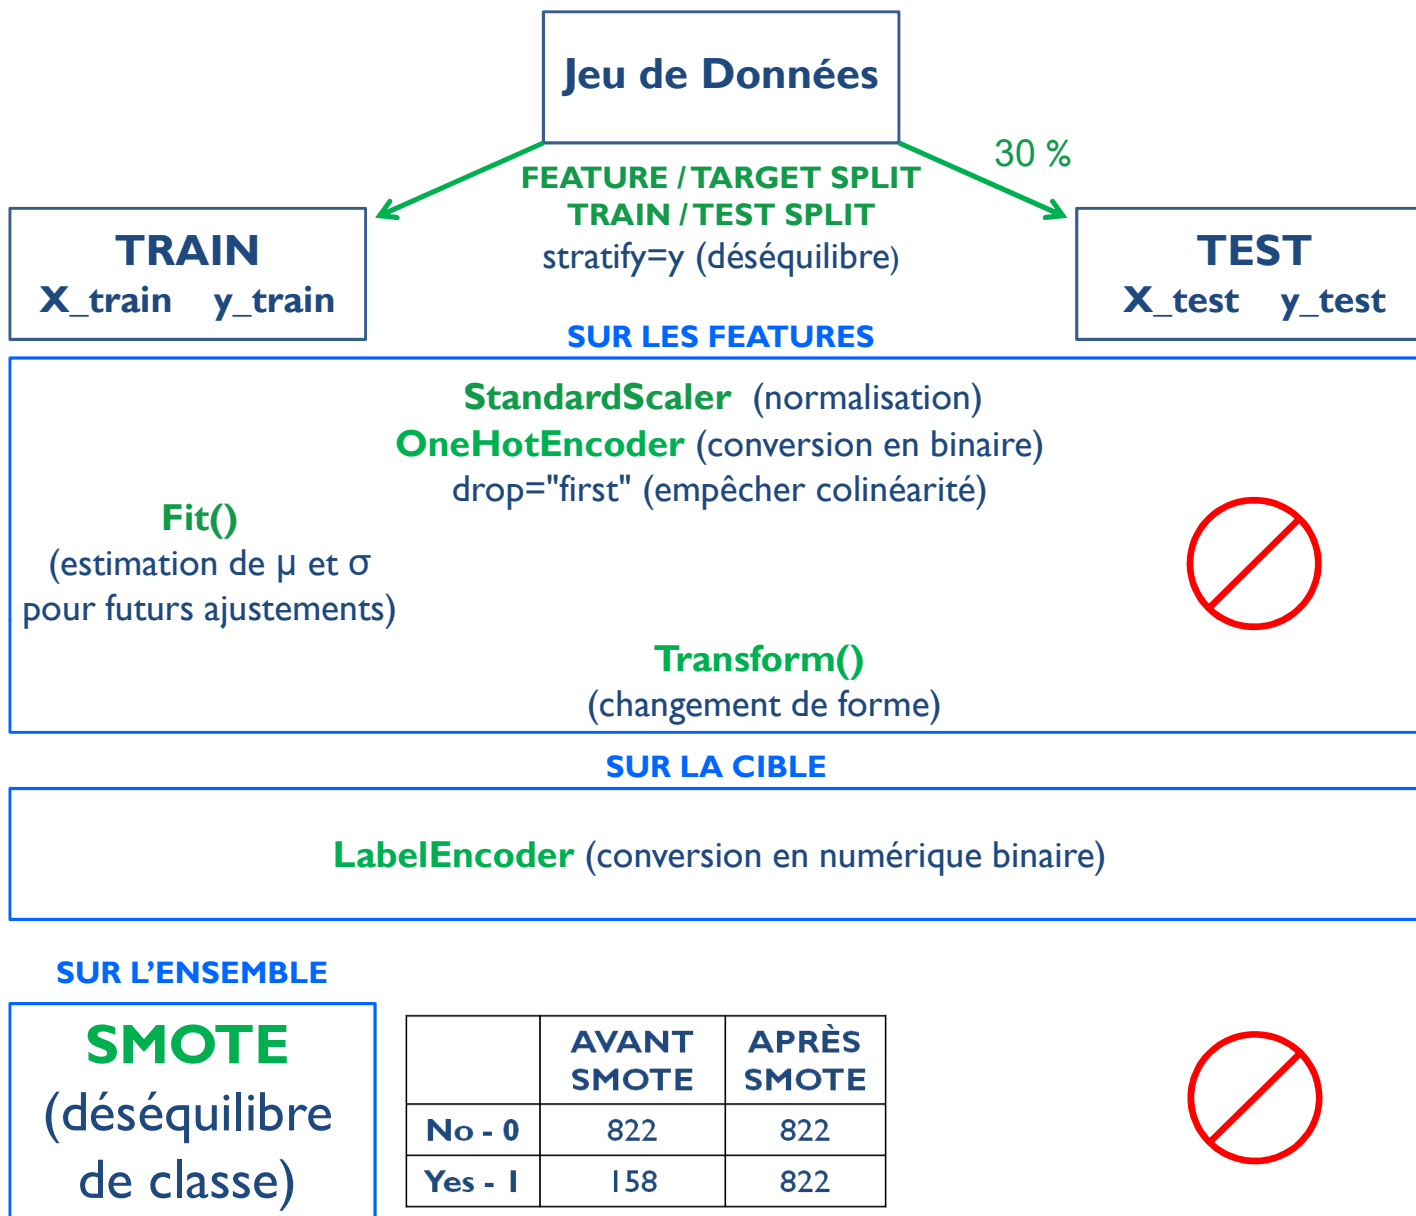 Jeu de Données
30 %
FEATURE / TARGET SPLIT
TRAIN / TEST SPLIT
stratify=y (déséquilibre)
TRAIN
X_train y_train
TEST
X_test y_test
SUR LES FEATURES
StandardScaler (normalisation)
OneHotEncoder (conversion en binaire)
drop="first" (empêcher colinéarité)
Fit()
(estimation de μ et σ
pour futurs ajustements)
Transform()
(changement de forme)
SUR LA CIBLE
LabelEncoder (conversion en numérique binaire)
SUR L’ENSEMBLE
SMOTE
(déséquilibre
de classe)
AVANT SMOTE APRÈS SMOTE
No - 0 822 822
Yes - 1 158 822